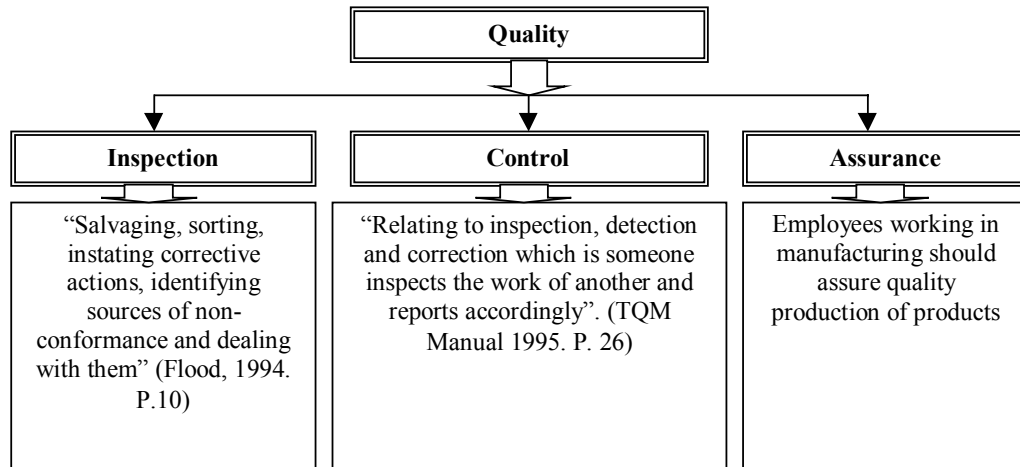 Quality
Inspection
Control
Assurance
“Salvaging, sorting,
instating corrective
actions, identifying
sources of non-
conformance and dealing
with them” (Flood, 1994.
P.10)
“Relating to inspection, detection
and correction which is someone
inspects the work of another and
reports accordingly”. (TQM
Manual 1995. P. 26)
Employees working in
manufacturing should
assure quality
production of products